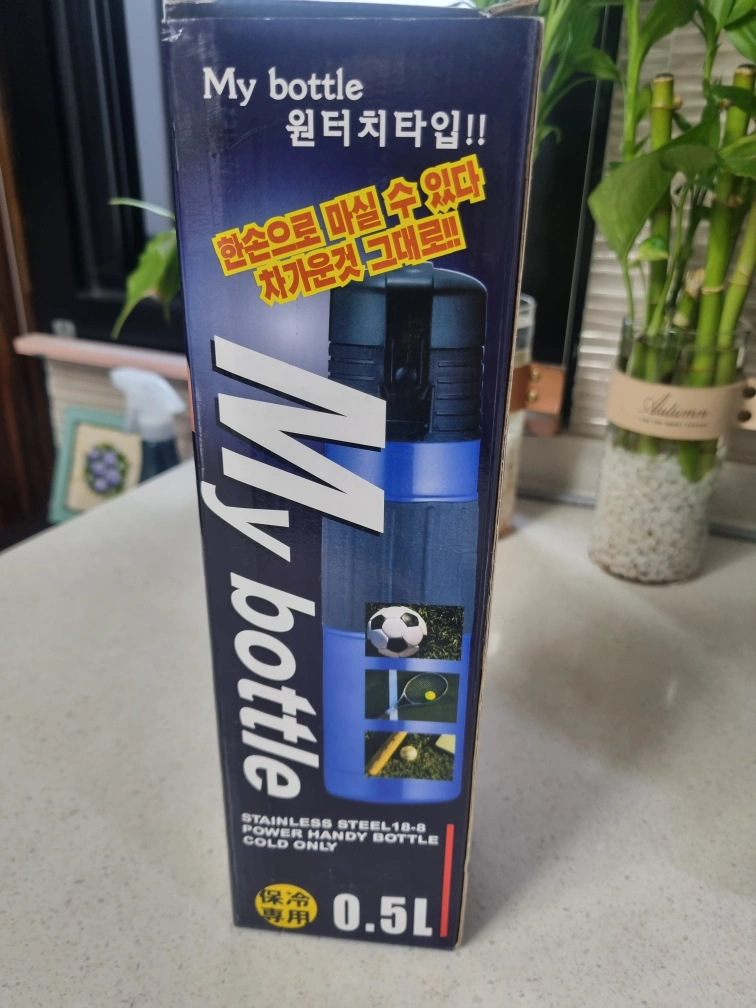 My bottle
원터치타입!!
한손으로 마실 수 있다
차가운것 그대로!!
My bottle
STAINLESS STEEL18-8
POWER HANDY BOTTLE
COLD ONLY
保冷
専用
0.5L
Autumn